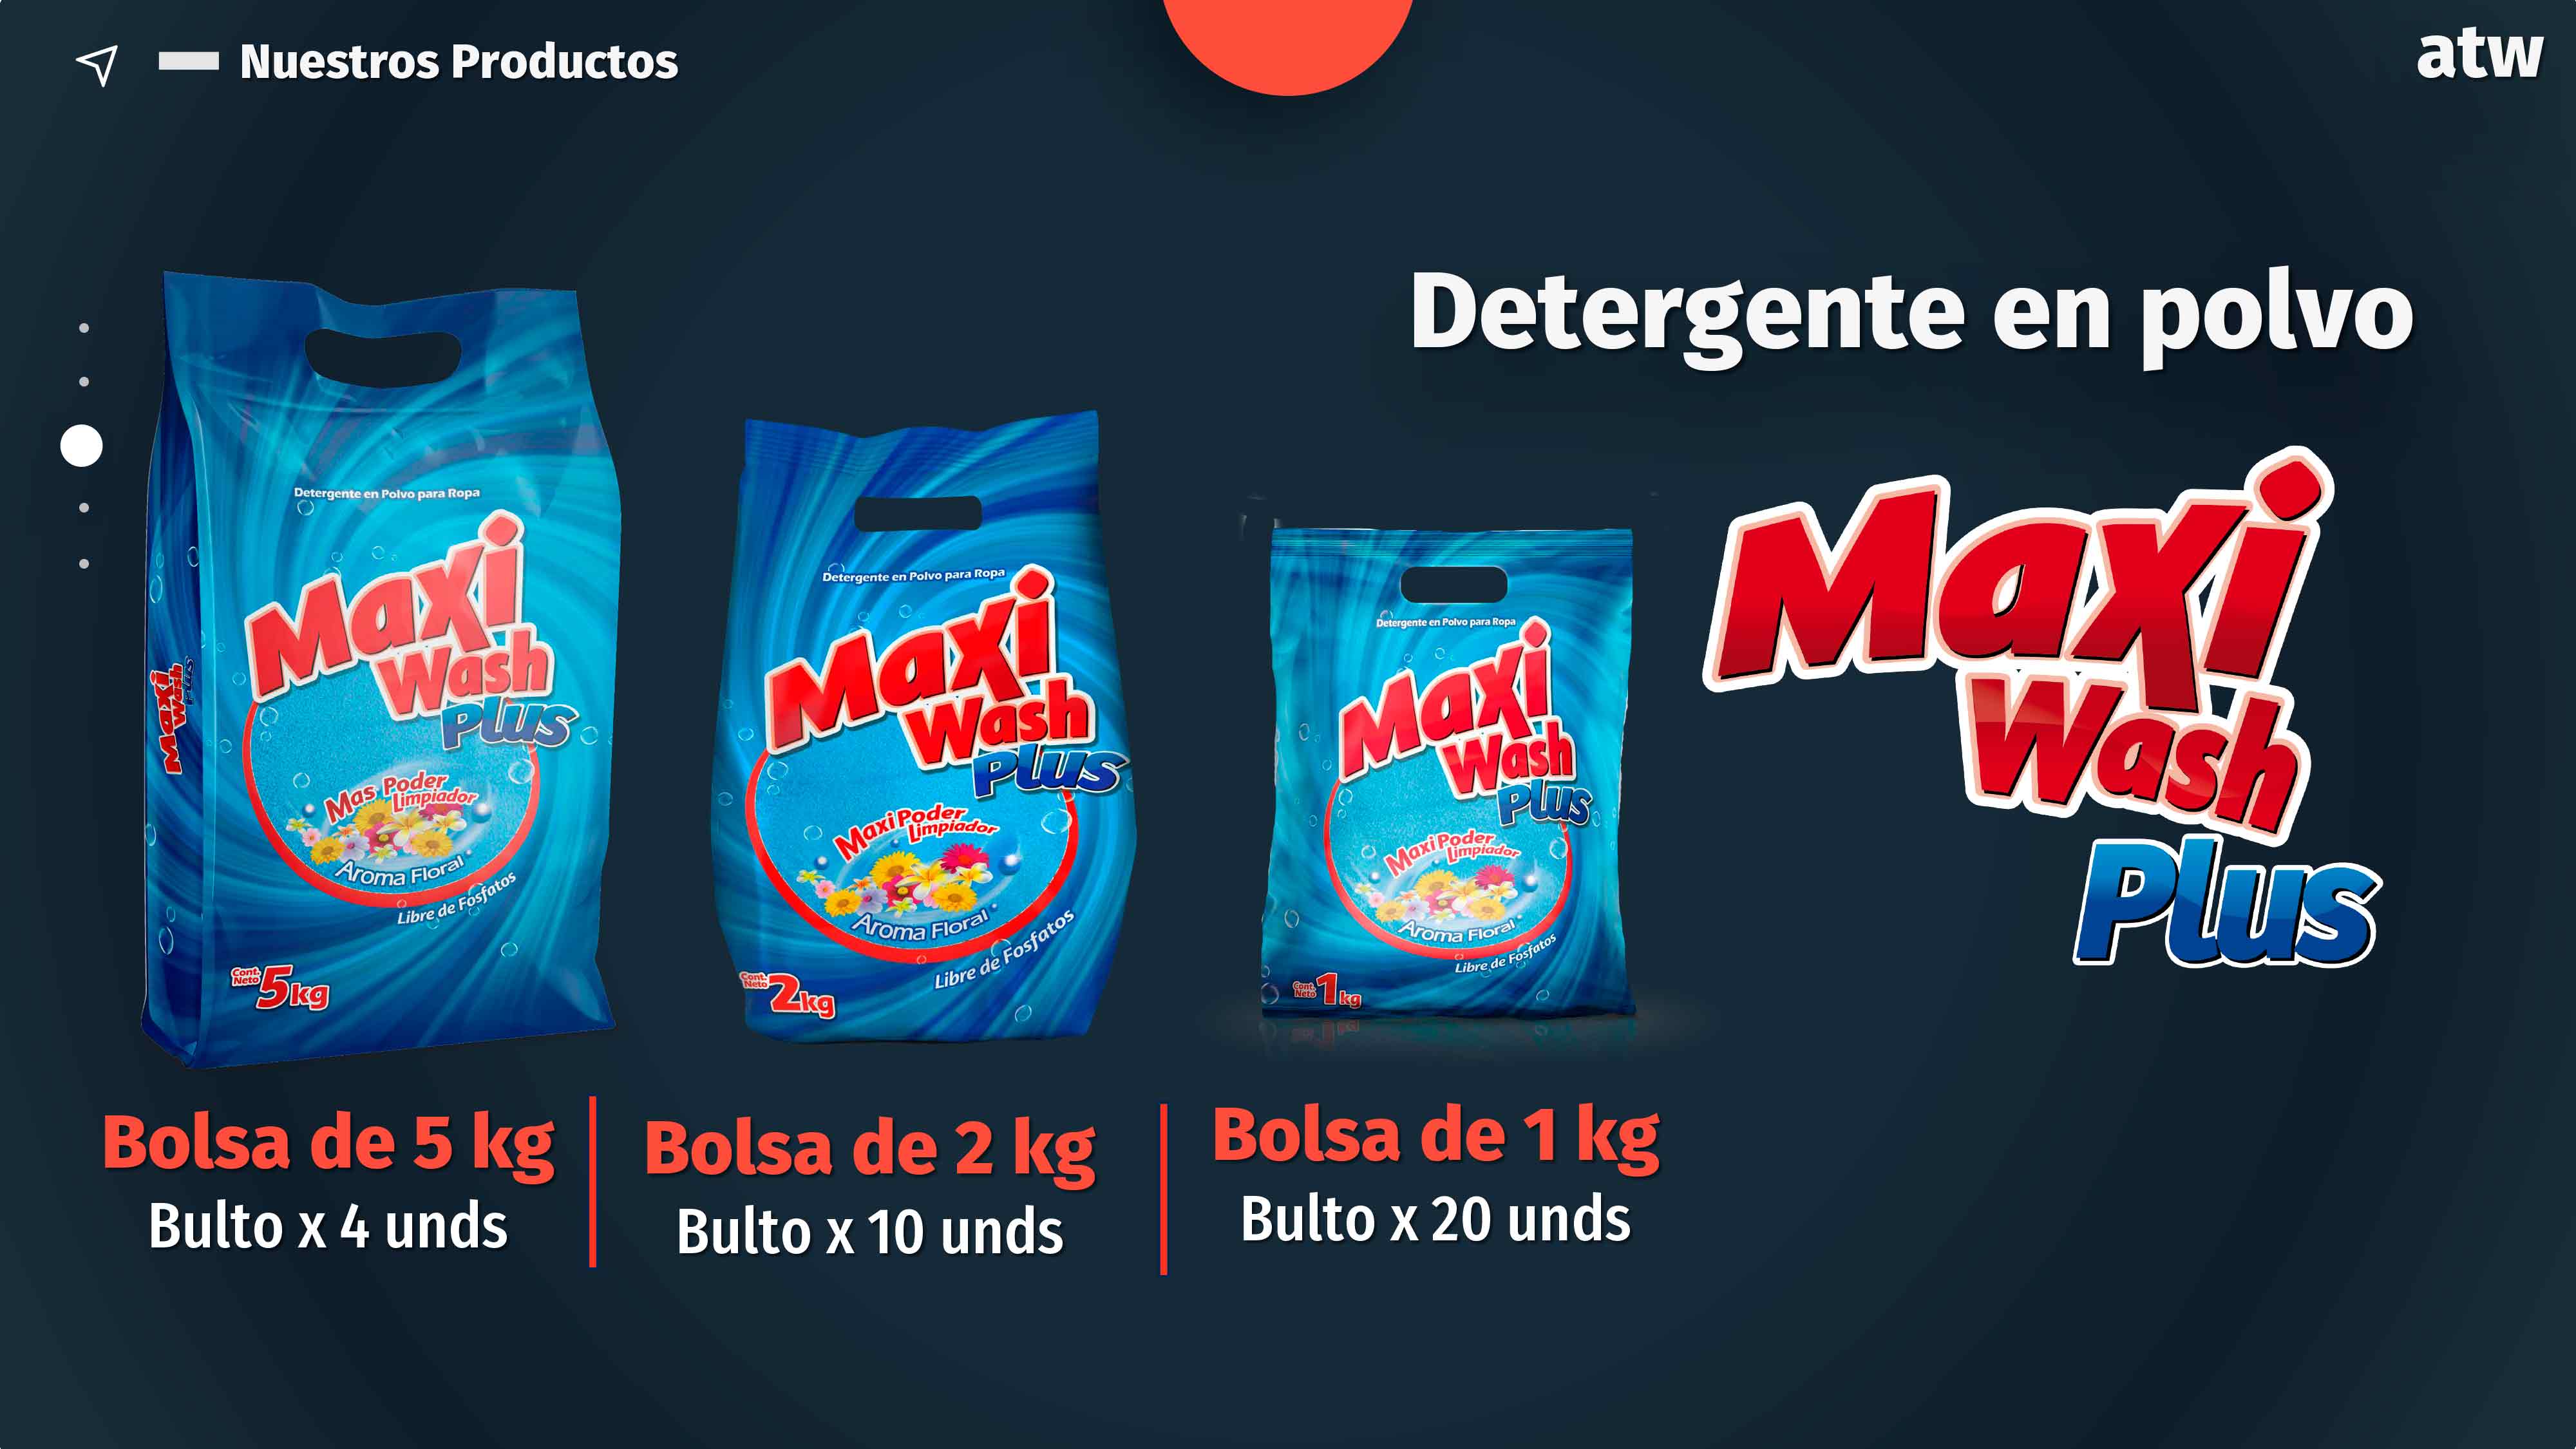 Nuestros Productos
atw
Detergente en polvo
Maxi
Wash
Plus
Detergente en Polvo para Ropa
Maxi
Wash
Plus
Mas Poder
Limpiador
Aroma Floral
Libre de Fosfatos
Cont.
Neto
5kg
Maxi
Wash
Plus
Detergente en Polvo para Ropa
Maxi
Wash
Plus
Maxi Poder
Limpiador
Aroma Floral
Libre de Fosfatos
Cont.
Neto
2kg
Detergente en Polvo para Ropa
Maxi
Wash
Plus
Maxi Poder
Limpiador
Aroma Floral
Libre de Fosfatos
Cont.
Neto
1kg
Bolsa de 5 kg
Bulto x 4 unds
Bolsa de 2 kg
Bulto x 10 unds
Bolsa de 1 kg
Bulto x 20 unds